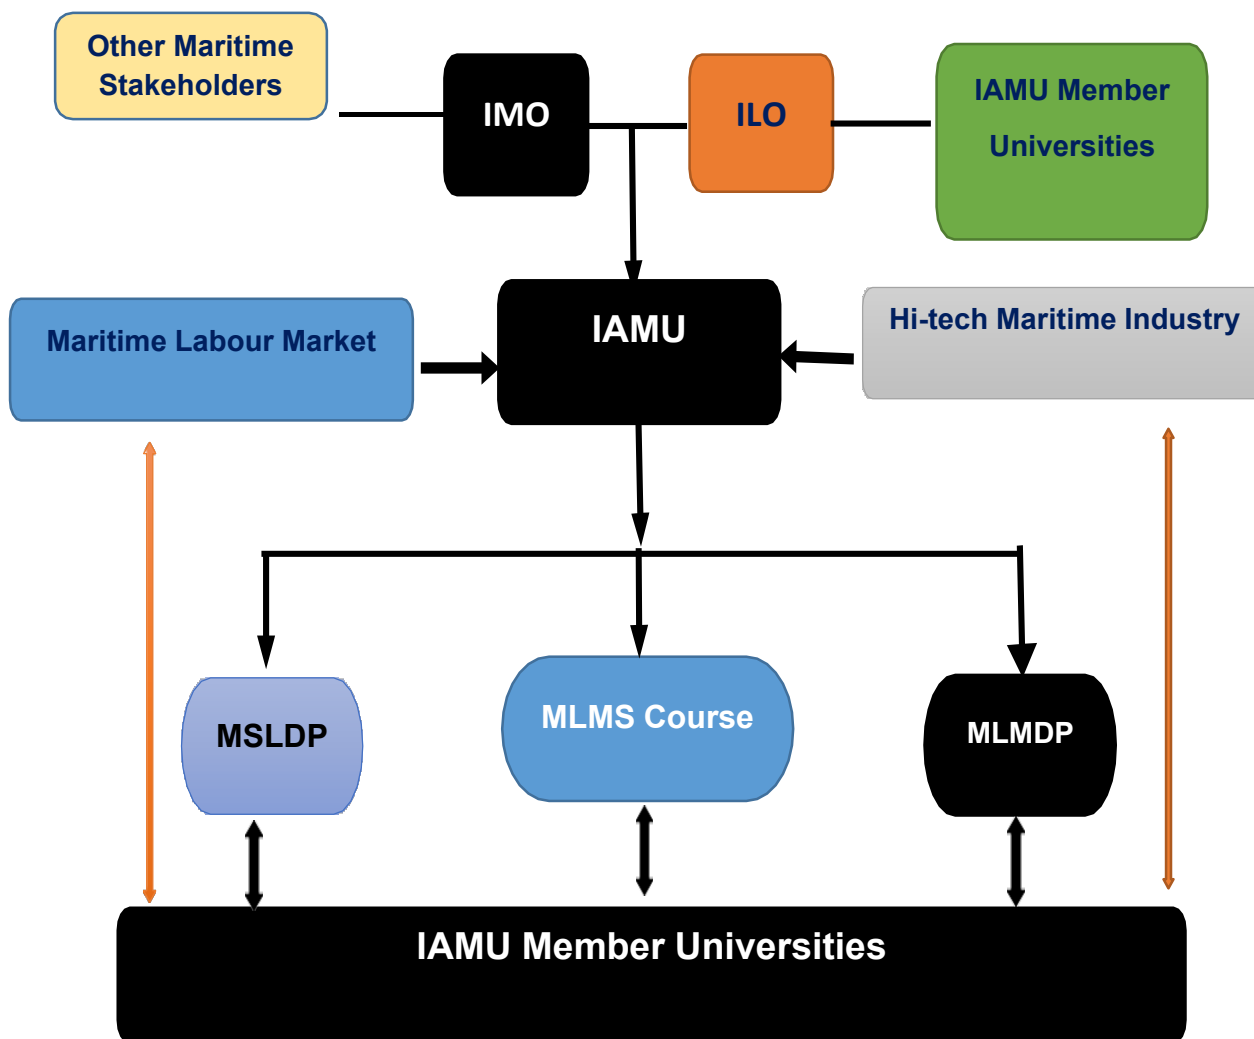 Other Maritime
Stakeholders
IMO
ILO
IAMU Member
Universities
Maritime Labour Market
IAMU
Hi-tech Maritime Industry
MSLDP
MLMS Course
MLMDP
IAMU Member Universities